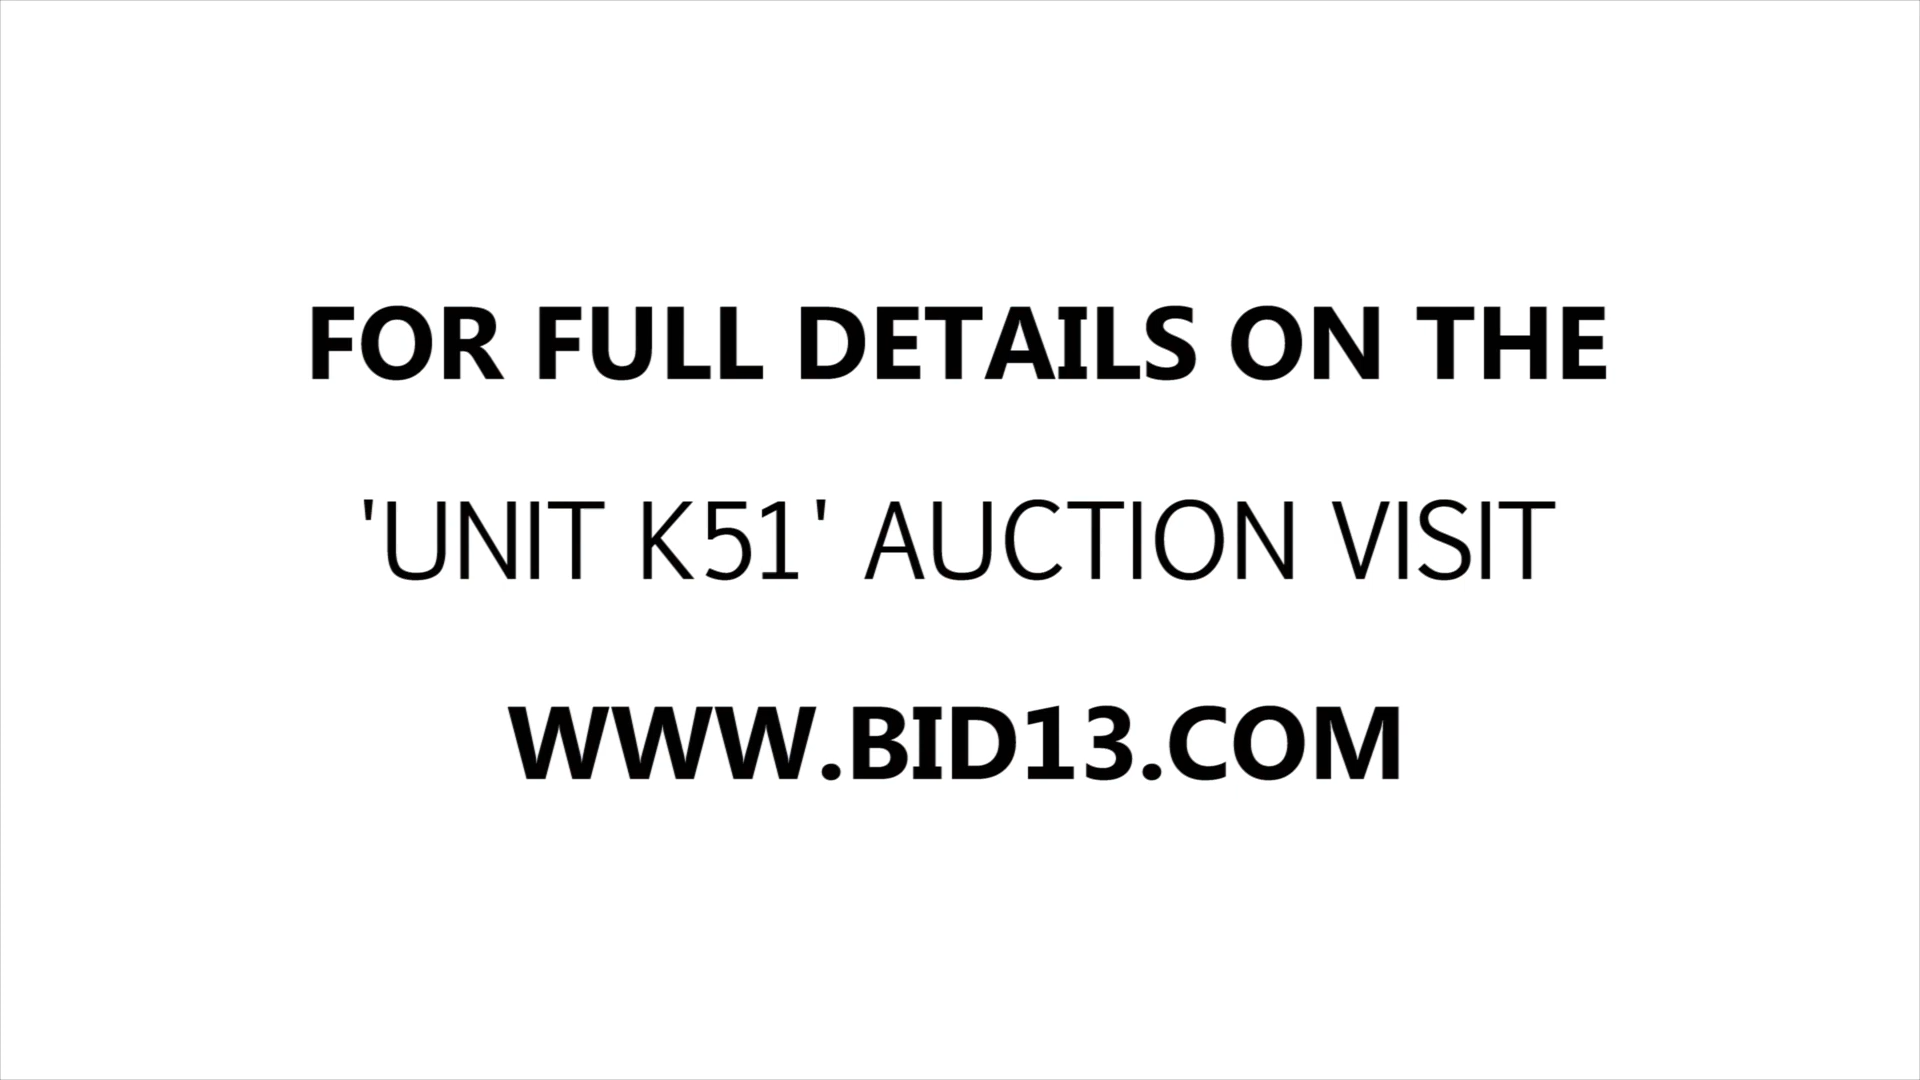 FOR FULL DETAILS ON THE
'UNIT K51' AUCTION VISIT
WWW.BID13.COM